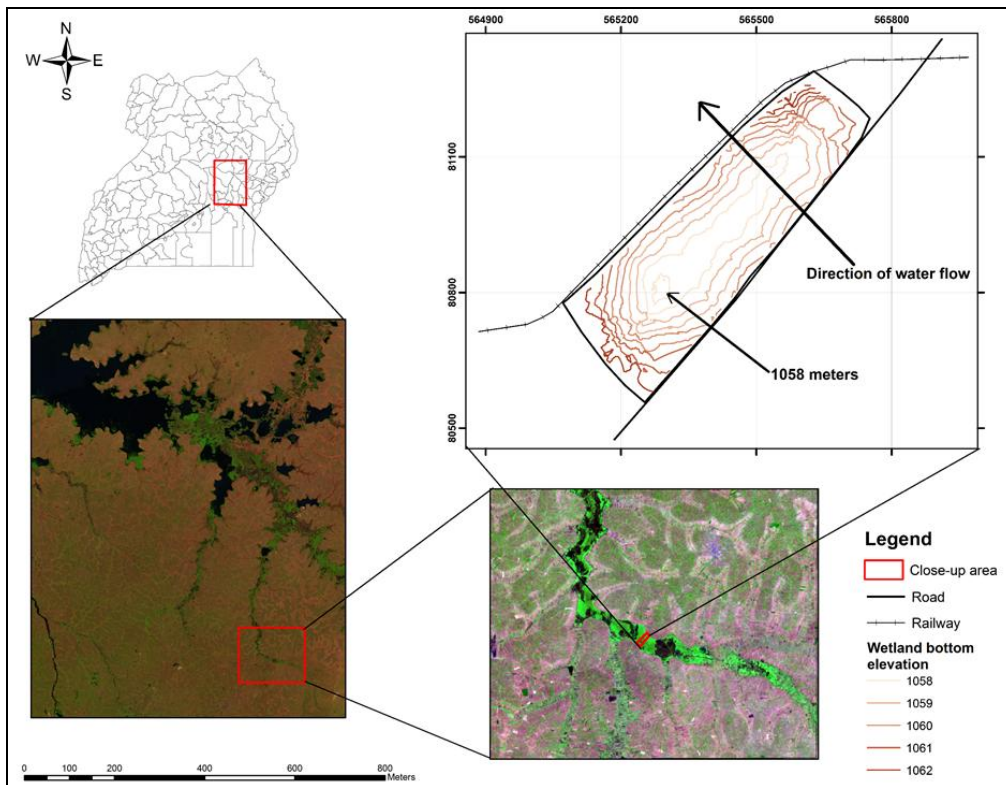 N
W E
S
564900 565200 565500 565800
81100
80800
80500
Direction of water flow
1058 meters
Legend
Close-up area
Road
Railway
Wetland bottom
elevation
1058
1059
1060
1061
1062
0 100 200 400 600 800
Meters